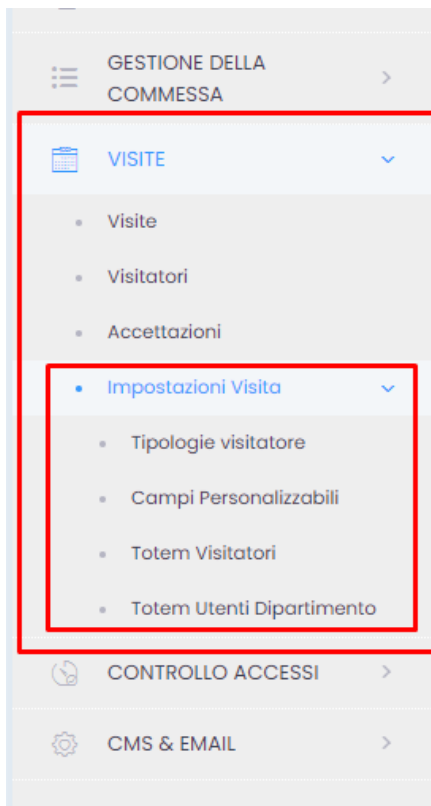 GESTIONE DELLA
COMMESSA
VISITE
Visite
Visitatori
Accettazioni
Impostazioni Visita
Tipologie visitatore
Campi Personalizzabili
Totem Visitatori
Totem Utenti Dipartimento
CONTROLLO ACCESSI
CMS & EMAIL